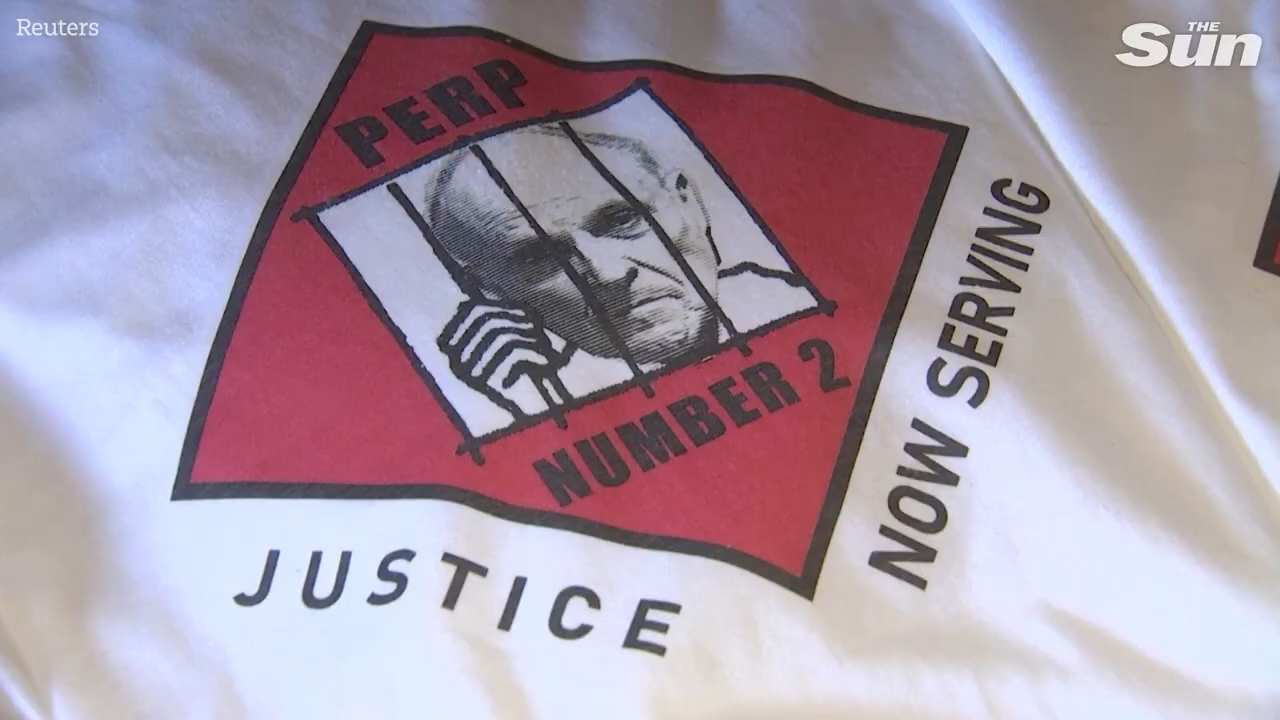 Reuters
THE
Sun
PERP
NUMBER 2
NOW SERVING
JUSTICE